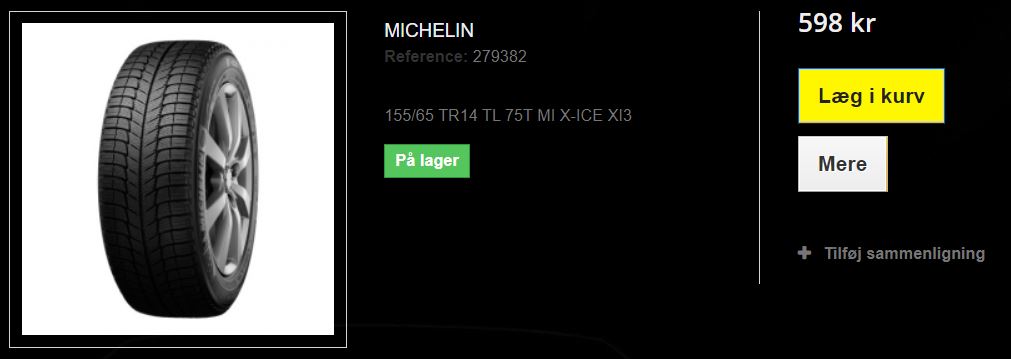 MICHELIN
Reference: 279382
155/65 TR14 TL 75T MI X-ICE XI3
På lager
598 kr
Læg i kurv
Mere
Tilføj sammenligning